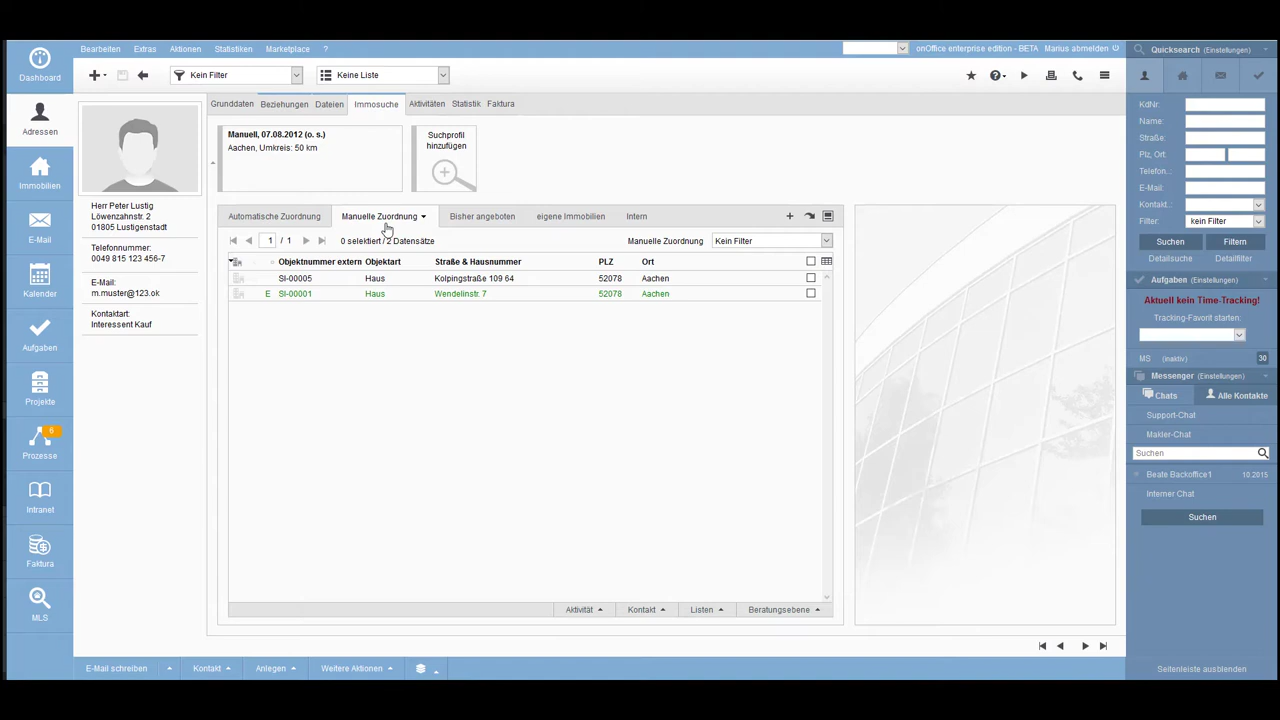 Bearbeiten Extras Aktionen Statistiken Marketplace ?
onOffice enterprise edition - BETA Marius abmelden
Quicksearch (Einstellungen)
Dashboard
Kein Filter
Keine Liste
Adressen
Immobilien
E-Mail
Kalender
Aufgaben
Projekte
6
Prozesse
Intranet
Faktura
MLS
Herr Peter Lustig
Löwenzahnstr. 2
01805 Lustigenstadt
Telefonnummer:
0049 815 123 456-7
E-Mail:
m.muster@123.ok
Kontaktart:
Interessent Kauf
Grunddaten Beziehungen Dateien Immosuche Aktivitäten Statistik Faktura
Manuell, 07.08.2012 (o. s.)
Aachen, Umkreis: 50 km
Suchprofil
hinzufügen
Automatische Zuordnung Manuelle Zuordnung Bisher angeboten eigene Immobilien Intern
1 / 1 0 selektiert / 2 Datensätze Manuelle Zuordnung Kein Filter
Objektnummer extern Objektart Straße & Hausnummer PLZ Ort
SI-00005 Haus Kolpingstraße 109 64 52078 Aachen
E SI-00001 Haus Wendelinstr. 7 52078 Aachen
Aktivität Kontakt Listen Beratungsebene
E-Mail schreiben Kontakt Anlegen Weitere Aktionen
KdNr:
Name:
Straße:
Plz, Ort:
Telefon..:
E-Mail:
Kontakt.:
Filter: kein Filter
Suchen Filtern
Detailsuche Detailfilter
Aufgaben (Einstellungen)
Aktuell kein Time-Tracking!
Tracking-Favorit starten:
MS (inaktiv) 30
Messenger (Einstellungen)
Chats Alle Kontakte
Support-Chat
Makler-Chat
Suchen
Beate Backoffice1 10.2015
Interner Chat
Suchen
Seitenleiste ausblenden